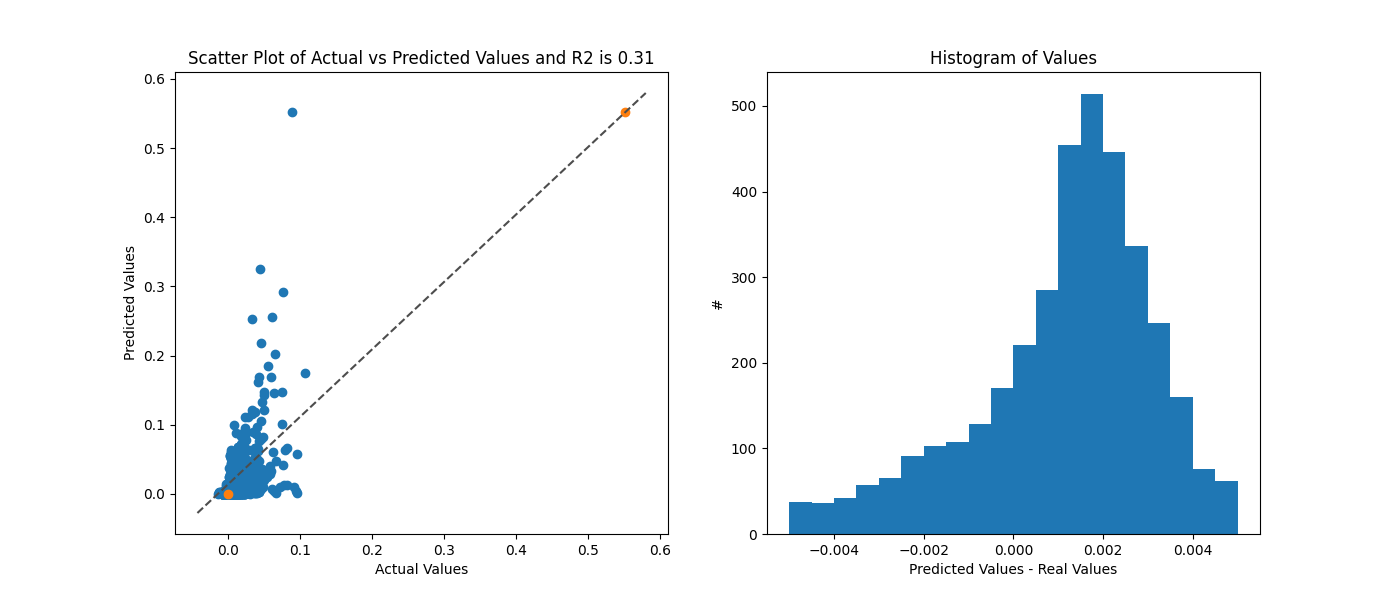 Scatter Plot of Actual vs Predicted Values and R2 is 0.31
0.6
0.5
0.4
0.3
0.2
0.1
0.0
Predicted Values
0.0 0.1 0.2 0.3 0.4 0.5 0.6
Actual Values
Histogram of Values
500
400
300
200
100
0
#
−0.004 −0.002 0.000 0.002 0.004
Predicted Values - Real Values